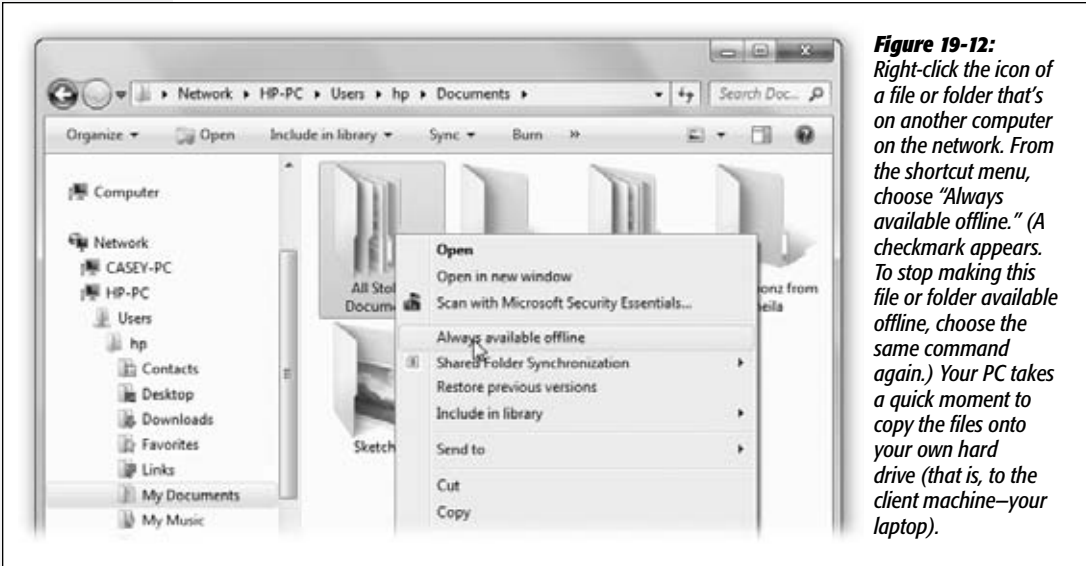 Network ▸ HP-PC ▸ Users ▸ hp ▸ Documents ▸
Search Doc...
Organize Open Include in library Sync Burn »
Computer
Network
CASEY-PC
HP-PC
Users
hp
Contacts
Desktop
Downloads
Favorites
Links
My Documents
My Music
All Stol
Docum
onz from
eila
Sketch
Open
Open in new window
Scan with Microsoft Security Essentials...
Always available offline
Shared Folder Synchronization
Restore previous versions
Include in library
Send to
Cut
Copy
Figure 19-12:
Right-click the icon of
a file or folder that’s
on another computer
on the network. From
the shortcut menu,
choose “Always
available offline.” (A
checkmark appears.
To stop making this
file or folder available
offline, choose the
same command
again.) Your PC takes
a quick moment to
copy the files onto
your own hard
drive (that is, to the
client machine—your
laptop).